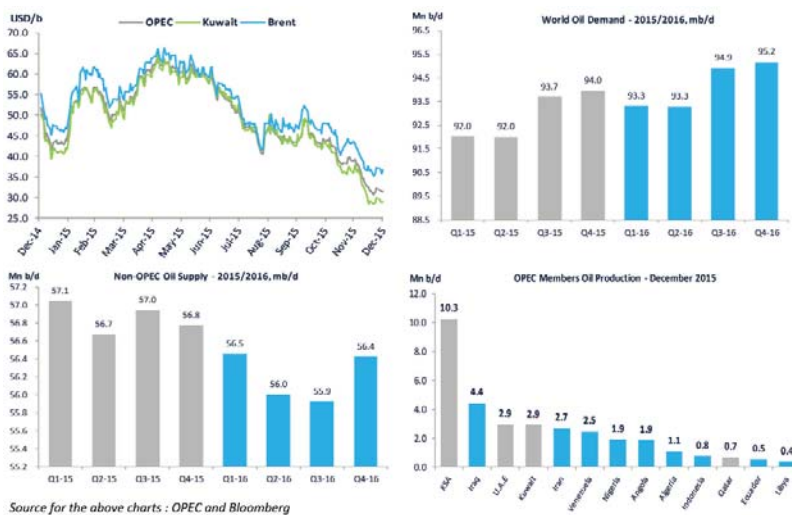 USD/b
OPEC Kuwait Brent
70.0
65.0
60.0
55.0
50.0
45.0
40.0
35.0
30.0
25.0
Dec-14 Jan-15 Feb-15 Mar-15 Apr-15 May-15 Jun-15 Jul-15 Aug-15 Sep-15 Oct-15 Nov-15 Dec-15
World Oil Demand - 2015/2016, mb/d
Mn b/d
96.5
95.5
94.5
93.5
92.5
91.5
90.5
89.5
88.5
92.0 92.0 93.7 94.0 93.3 93.3 94.9 95.2
Q1-15 Q2-15 Q3-15 Q4-15 Q1-16 Q2-16 Q3-16 Q4-16
Non-OPEC Oil Supply - 2015/2016, mb/d
Mn b/d
57.2
57.0
56.8
56.6
56.4
56.2
56.0
55.8
55.6
55.4
55.2
57.1 56.7 57.0 56.8 56.5 56.0 55.9 56.4
Q1-15 Q2-15 Q3-15 Q4-15 Q1-16 Q2-16 Q3-16 Q4-16
OPEC Members Oil Production - December 2015
Mn b/d
12.0
10.0
8.0
6.0
4.0
2.0
0.0
10.3 4.4 2.9 2.9 2.7 2.5 1.9 1.9 1.1 0.8 0.7 0.5 0.4
KSA Iraq U.A.E Kuwait Iran Venezuela Nigeria Angola Algeria Indonesia Qatar Ecuador Libya
Source for the above charts : OPEC and Bloomberg